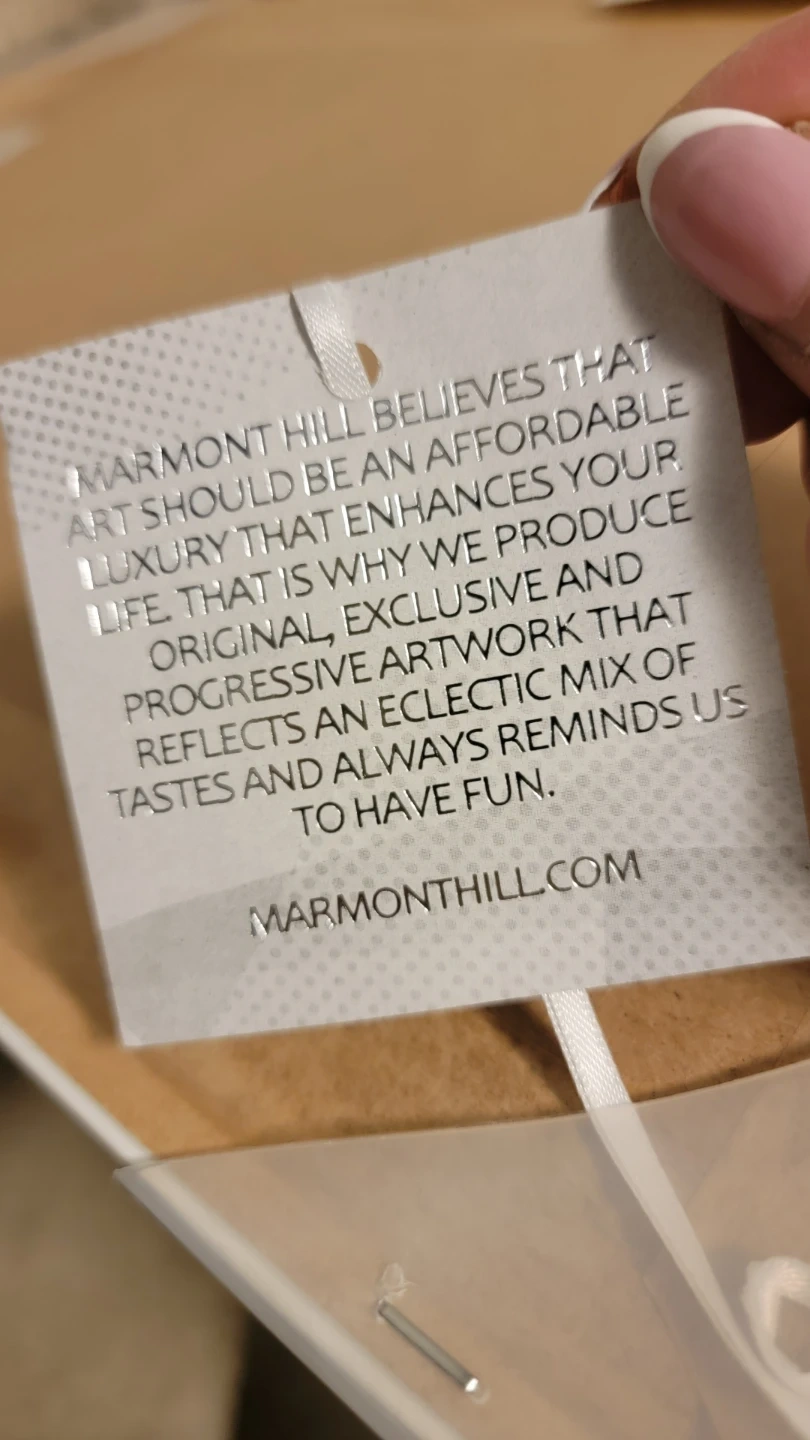 MARMONT HILL BELIEVES THAT
ART SHOULD BE AN AFFORDABLE
LUXURY THAT ENHANCES YOUR
LIFE. THAT IS WHY WE PRODUCE
ORIGINAL, EXCLUSIVE AND
PROGRESSIVE ARTWORK THAT
REFLECTS AN ECLECTIC MIX OF
TASTES AND ALWAYS REMINDS US
TO HAVE FUN.
MARMONTHILL.COM